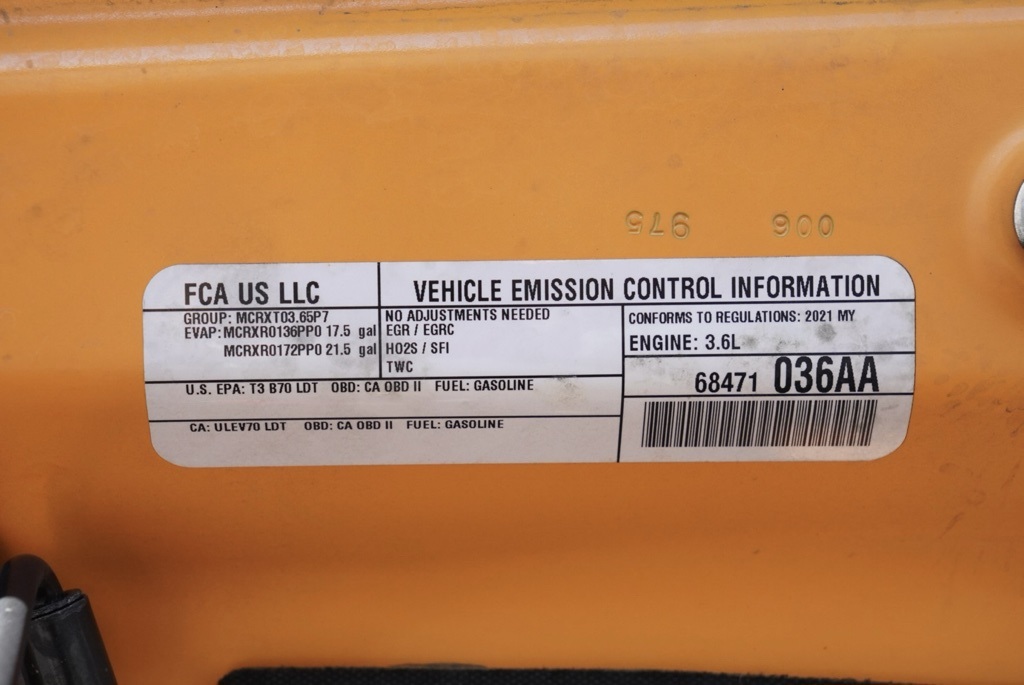 975 006
FCA US LLC
VEHICLE EMISSION CONTROL INFORMATION
GROUP: MCRXT03.65P7
EVAP: MCRXR0136PP0 17.5 gal
MCRXR0172PP0 21.5 gal
NO ADJUSTMENTS NEEDED
EGR / EGRC
HO2S / SFI
TWC
CONFORMS TO REGULATIONS: 2021 MY
ENGINE: 3.6L
68471 036AA
U.S. EPA: T3 B70 LDT OBD: CA OBD II FUEL: GASOLINE
CA: ULEV70 LDT OBD: CA OBD II FUEL: GASOLINE